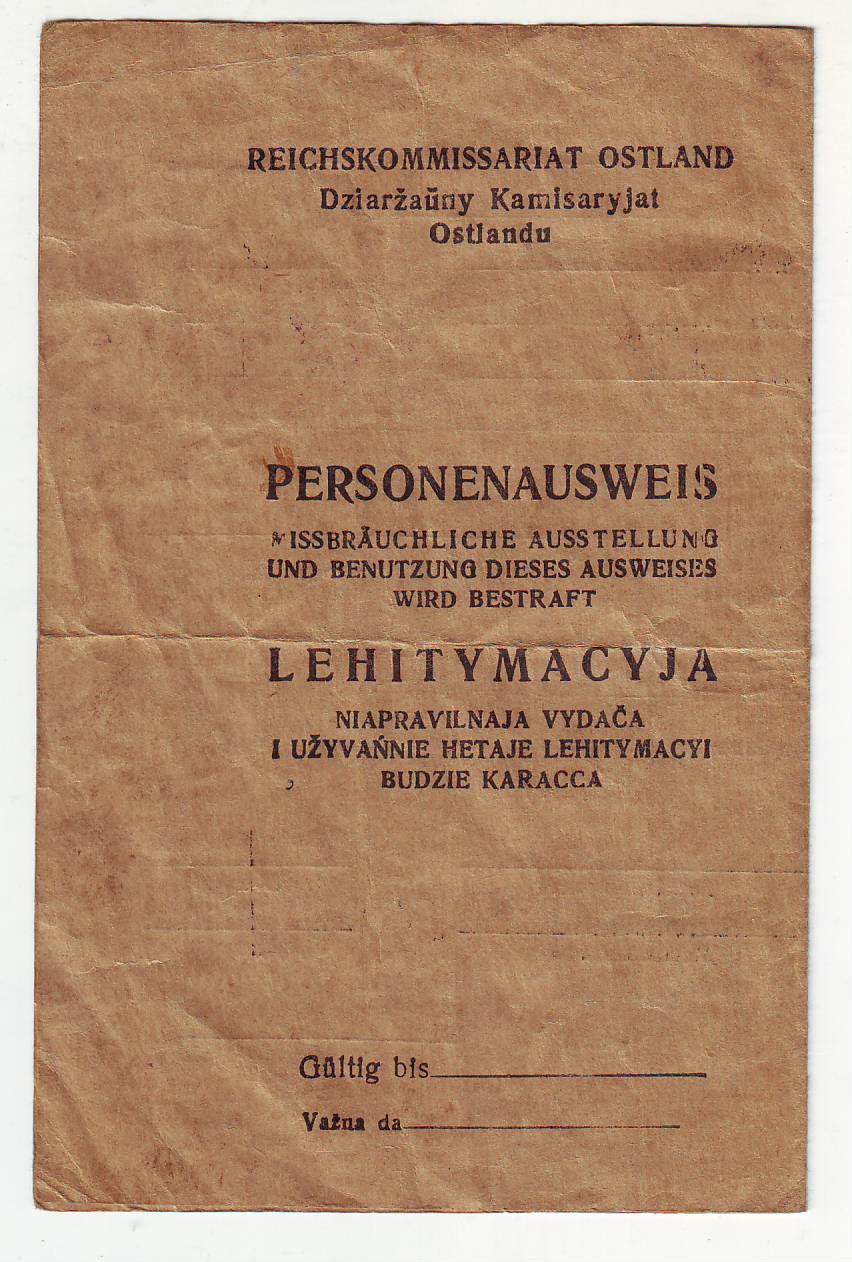 REICHSKOMMISSARIAT OSTLAND
Dziaržaŭny Kamisaryjat
Ostlandu
PERSONENAUSWEIS
MISSBRÄUCHLICHE AUSSTELLUNG
UND BENUTZUNG DIESES AUSWEISES
WIRD BESTRAFT
LEHITYMACYJA
NIAPRAVILNAJA VYDAČA
I UŽYVAŃNIE HETAJE LEHITYMACYI
BUDZIE KARACCA
Gültig bis
Važna da